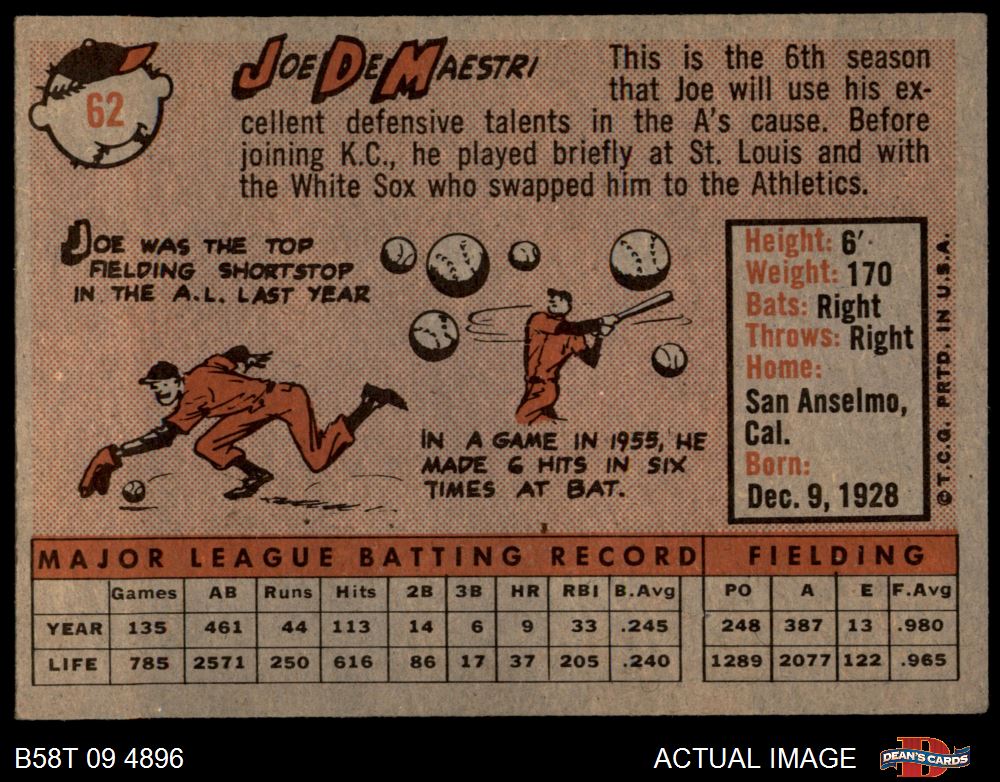 62
JOE DE MAESTRI
This is the 6th season
that Joe will use his ex-
cellent defensive talents in the A's cause. Before
joining K.C., he played briefly at St. Louis and with
the White Sox who swapped him to the Athletics.
JOE WAS THE TOP
FIELDING SHORTSTOP
IN THE A.L. LAST YEAR
IN A GAME IN 1955, HE
MADE 6 HITS IN SIX
TIMES AT BAT.
Height: 6'
Weight: 170
Bats: Right
Throws: Right
Home:
San Anselmo,
Cal.
Born:
Dec. 9, 1928
© T.C.G. PRTD. IN U.S.A.
MAJOR LEAGUE BATTING RECORD FIELDING
Games AB Runs Hits 2B 3B HR RBI B.Avg PO A E F.Avg
YEAR 135 461 44 113 14 6 9 33 .245 248 387 13 .980
LIFE 785 2571 250 616 86 17 37 205 .240 1289 2077 122 .965
B58T 09 4896 ACTUAL IMAGE DEAN'S CARDS